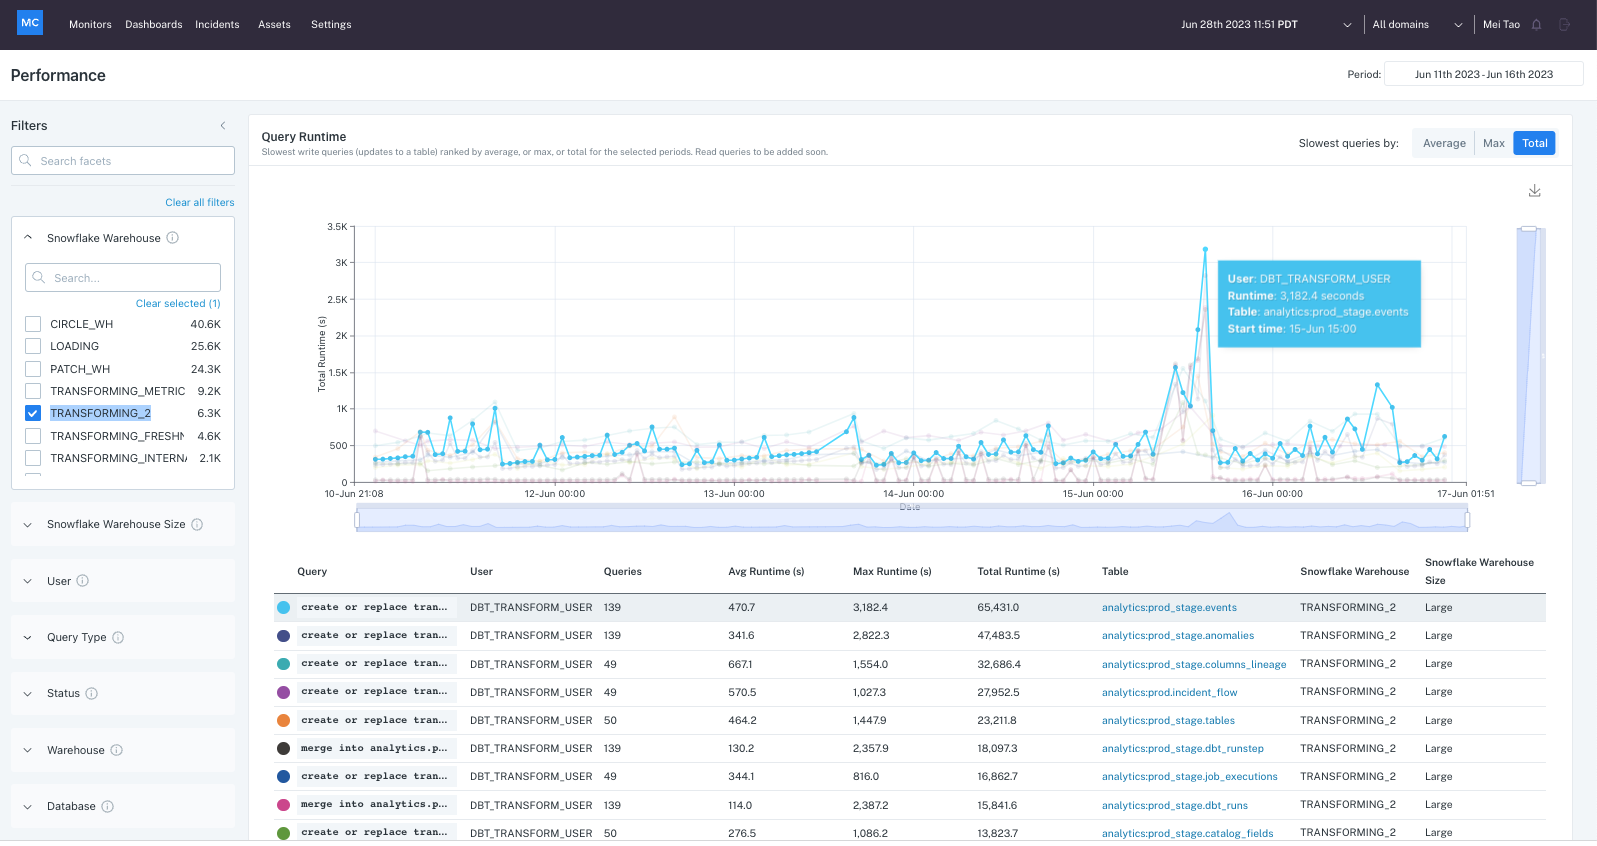 MC
Monitors Dashboards Incidents Assets Settings
Jun 28th 2023 11:51 PDT All domains Mei Tao
Performance
Period: Jun 11th 2023 - Jun 16th 2023
Filters
Search facets
Clear all filters
Snowflake Warehouse
Search...
Clear selected (1)
CIRCLE_WH 40.6K
LOADING 25.6K
PATCH_WH 24.3K
TRANSFORMING_METRIC 9.2K
TRANSFORMING_2 6.3K
TRANSFORMING_FRESHN 4.6K
TRANSFORMING_INTERNA 2.1K
Snowflake Warehouse Size
User
Query Type
Status
Warehouse
Database
Query Runtime
Slowest write queries (updates to a table) ranked by average, or max, or total for the selected periods. Read queries to be added soon.
Slowest queries by: Average Max Total
Total Runtime (s)
3.5K
3K
2.5K
2K
1.5K
1K
500
0
User: DBT_TRANSFORM_USER
Runtime: 3,182.4 seconds
Table: analytics:prod_stage.events
Start time: 15-Jun 15:00
10-Jun 21:08 12-Jun 00:00 13-Jun 00:00 14-Jun 00:00 15-Jun 00:00 16-Jun 00:00 17-Jun 01:51
Date
Query User Queries Avg Runtime (s) Max Runtime (s) Total Runtime (s) Table Snowflake Warehouse Snowflake Warehouse Size
create or replace tran... DBT_TRANSFORM_USER 139 470.7 3,182.4 65,431.0 analytics:prod_stage.events TRANSFORMING_2 Large
create or replace tran... DBT_TRANSFORM_USER 139 341.6 2,822.3 47,483.5 analytics:prod_stage.anomalies TRANSFORMING_2 Large
create or replace tran... DBT_TRANSFORM_USER 49 667.1 1,554.0 32,686.4 analytics:prod_stage.columns_lineage TRANSFORMING_2 Large
create or replace tran... DBT_TRANSFORM_USER 49 570.5 1,027.3 27,952.5 analytics:prod.incident_flow TRANSFORMING_2 Large
create or replace tran... DBT_TRANSFORM_USER 50 464.2 1,447.9 23,211.8 analytics:prod_stage.tables TRANSFORMING_2 Large
merge into analytics.p... DBT_TRANSFORM_USER 139 130.2 2,357.9 18,097.3 analytics:prod_stage.dbt_runstep TRANSFORMING_2 Large
create or replace tran... DBT_TRANSFORM_USER 49 344.1 816.0 16,862.7 analytics:prod_stage.job_executions TRANSFORMING_2 Large
merge into analytics.p... DBT_TRANSFORM_USER 139 114.0 2,387.2 15,841.6 analytics:prod_stage.dbt_runs TRANSFORMING_2 Large
create or replace tran... DBT_TRANSFORM_USER 50 276.5 1,086.2 13,823.7 analytics:prod_stage.catalog_fields TRANSFORMING_2 Large